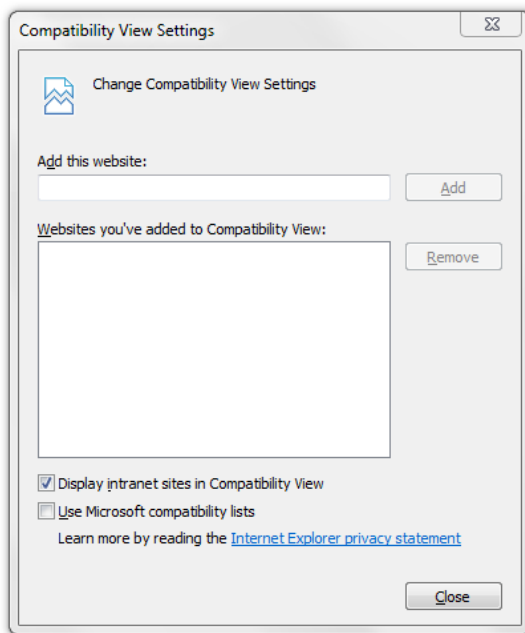 Compatibility View Settings
Change Compatibility View Settings
Add this website:
Add
Websites you've added to Compatibility View:
Remove
Display intranet sites in Compatibility View
Use Microsoft compatibility lists
Learn more by reading the Internet Explorer privacy statement
Close